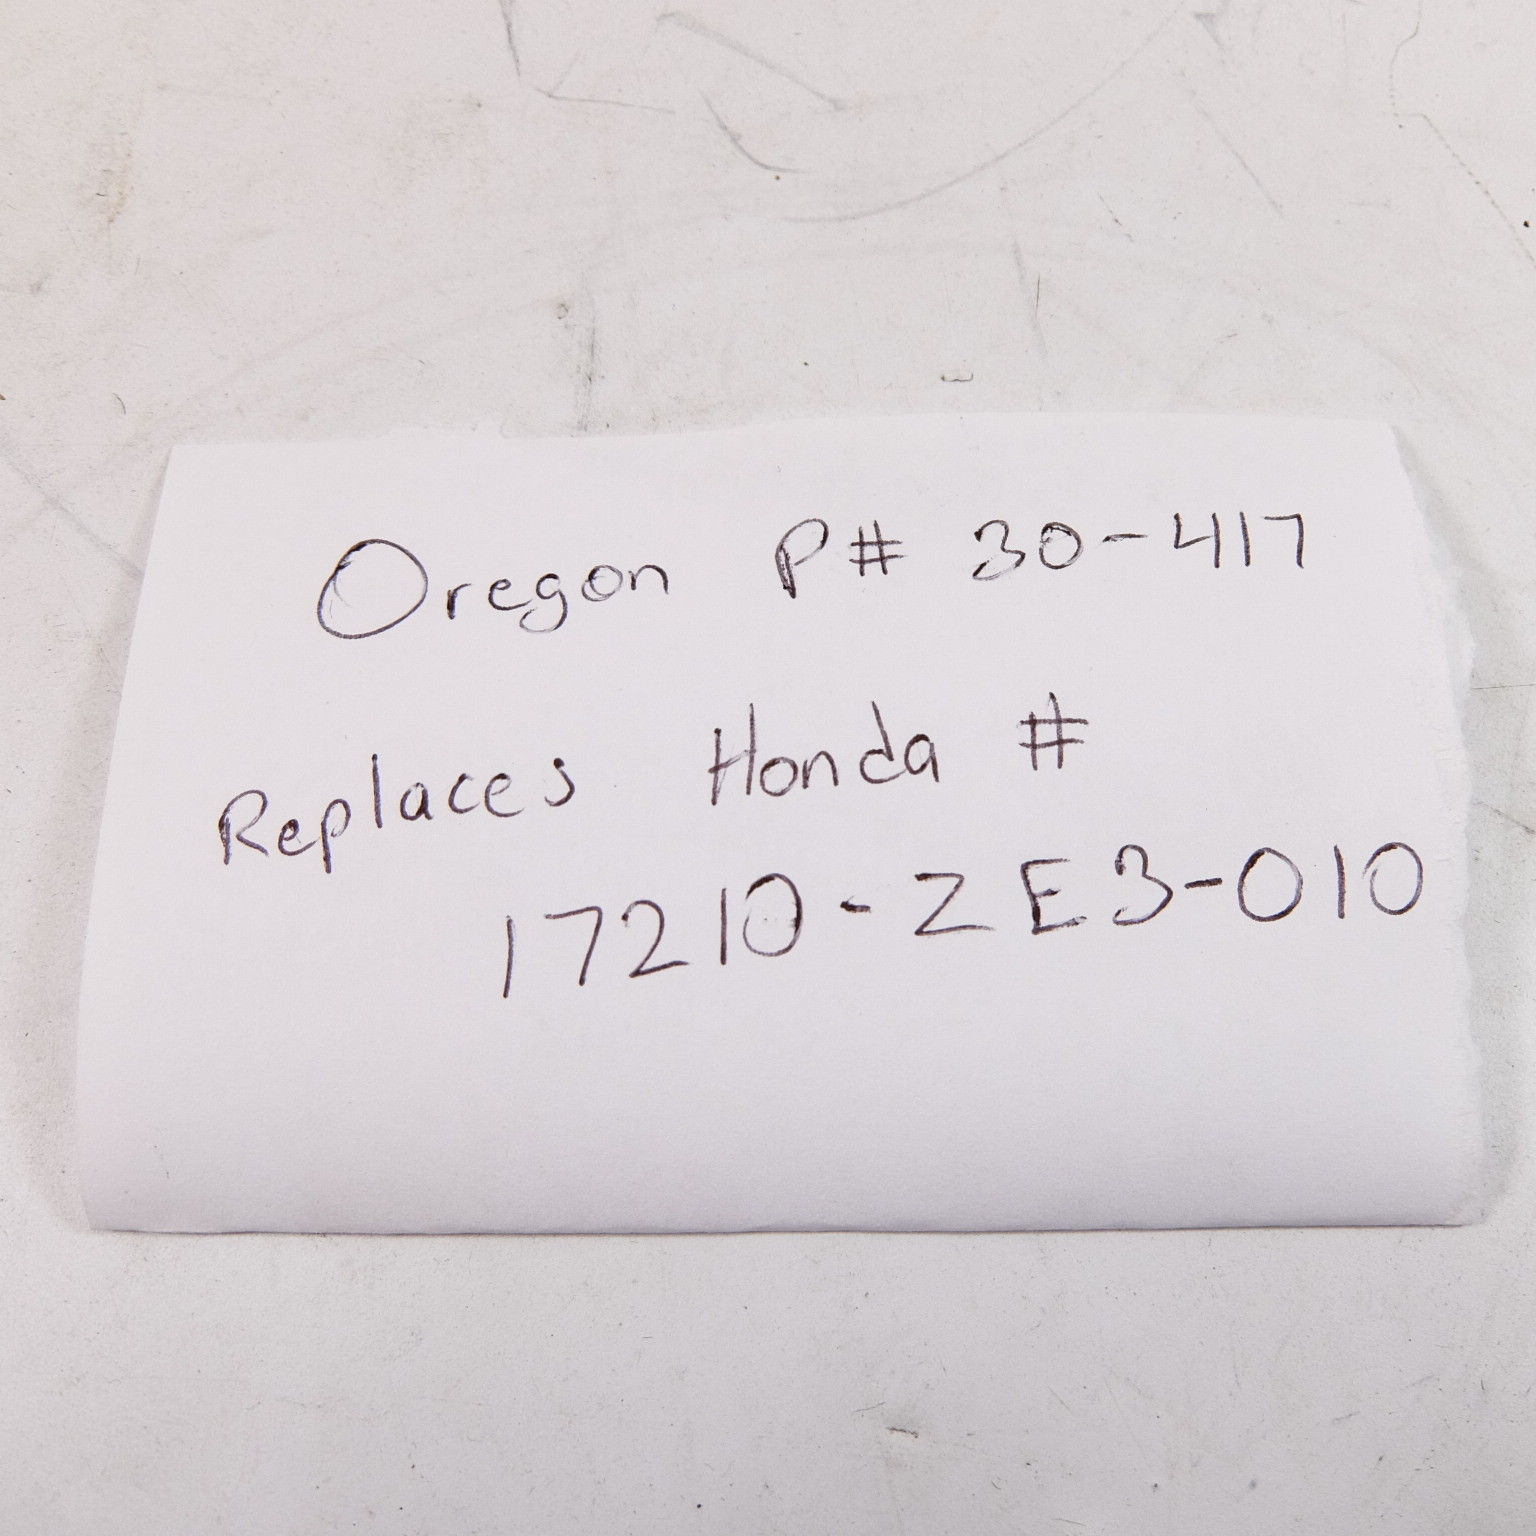 Oregon P# 30-417
Replaces Honda #
17210-ZE3-010